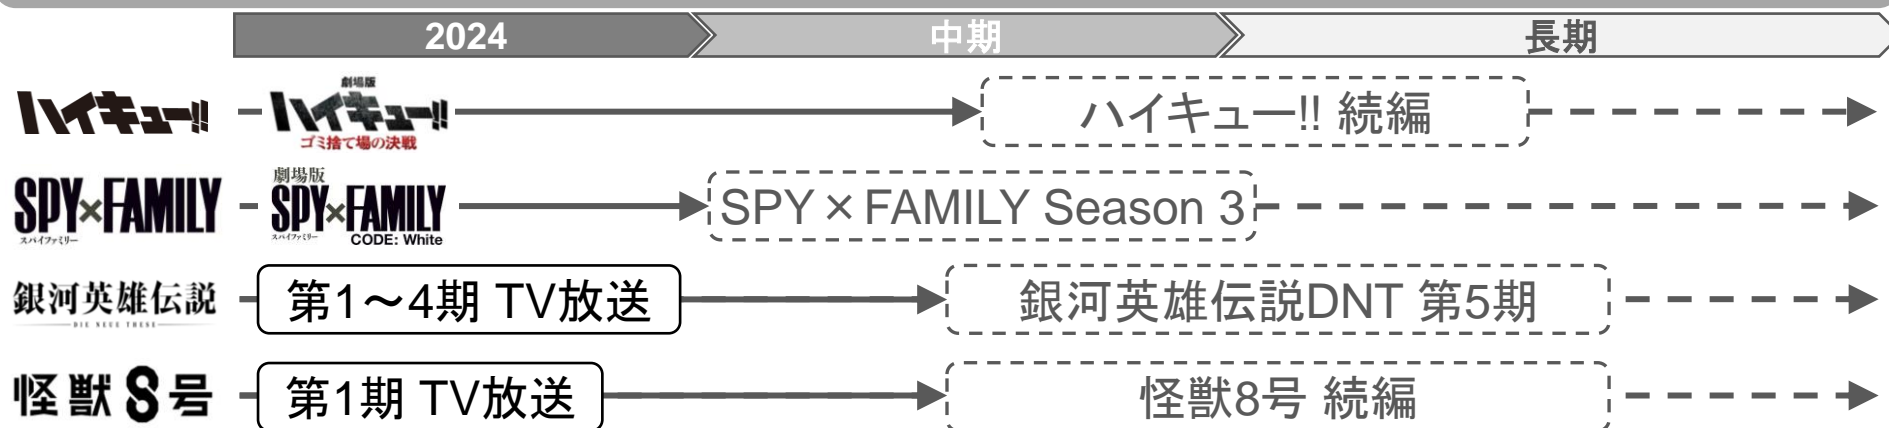 2024 中期 長期
ハイキュー!!
劇場版
ハイキュー!!
ゴミ捨て場の決戦
ハイキュー!! 続編
SPY×FAMILY
スパイファミリー
劇場版
SPY×FAMILY
スパイファミリー
CODE: White
SPY×FAMILY Season 3
銀河英雄伝説
DIE NEUE THESE
第1～4期 TV放送
銀河英雄伝説DNT 第5期
怪獣8号
第1期 TV放送
怪獣8号 続編